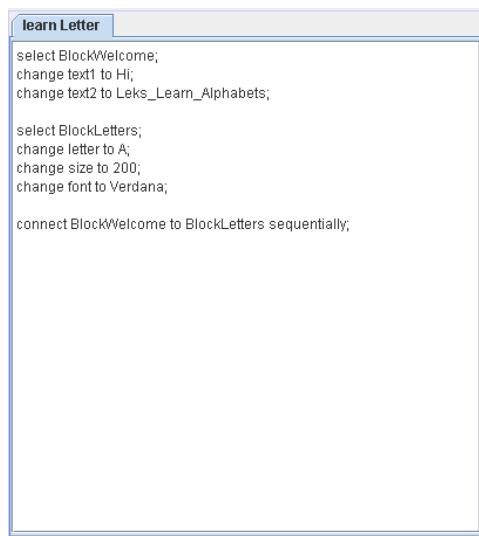 learn Letter
select BlockWelcome;
change text1 to Hi;
change text2 to Leks_Learn_Alphabets;
select BlockLetters;
change letter to A;
change size to 200;
change font to Verdana;
connect BlockWelcome to BlockLetters sequentially;